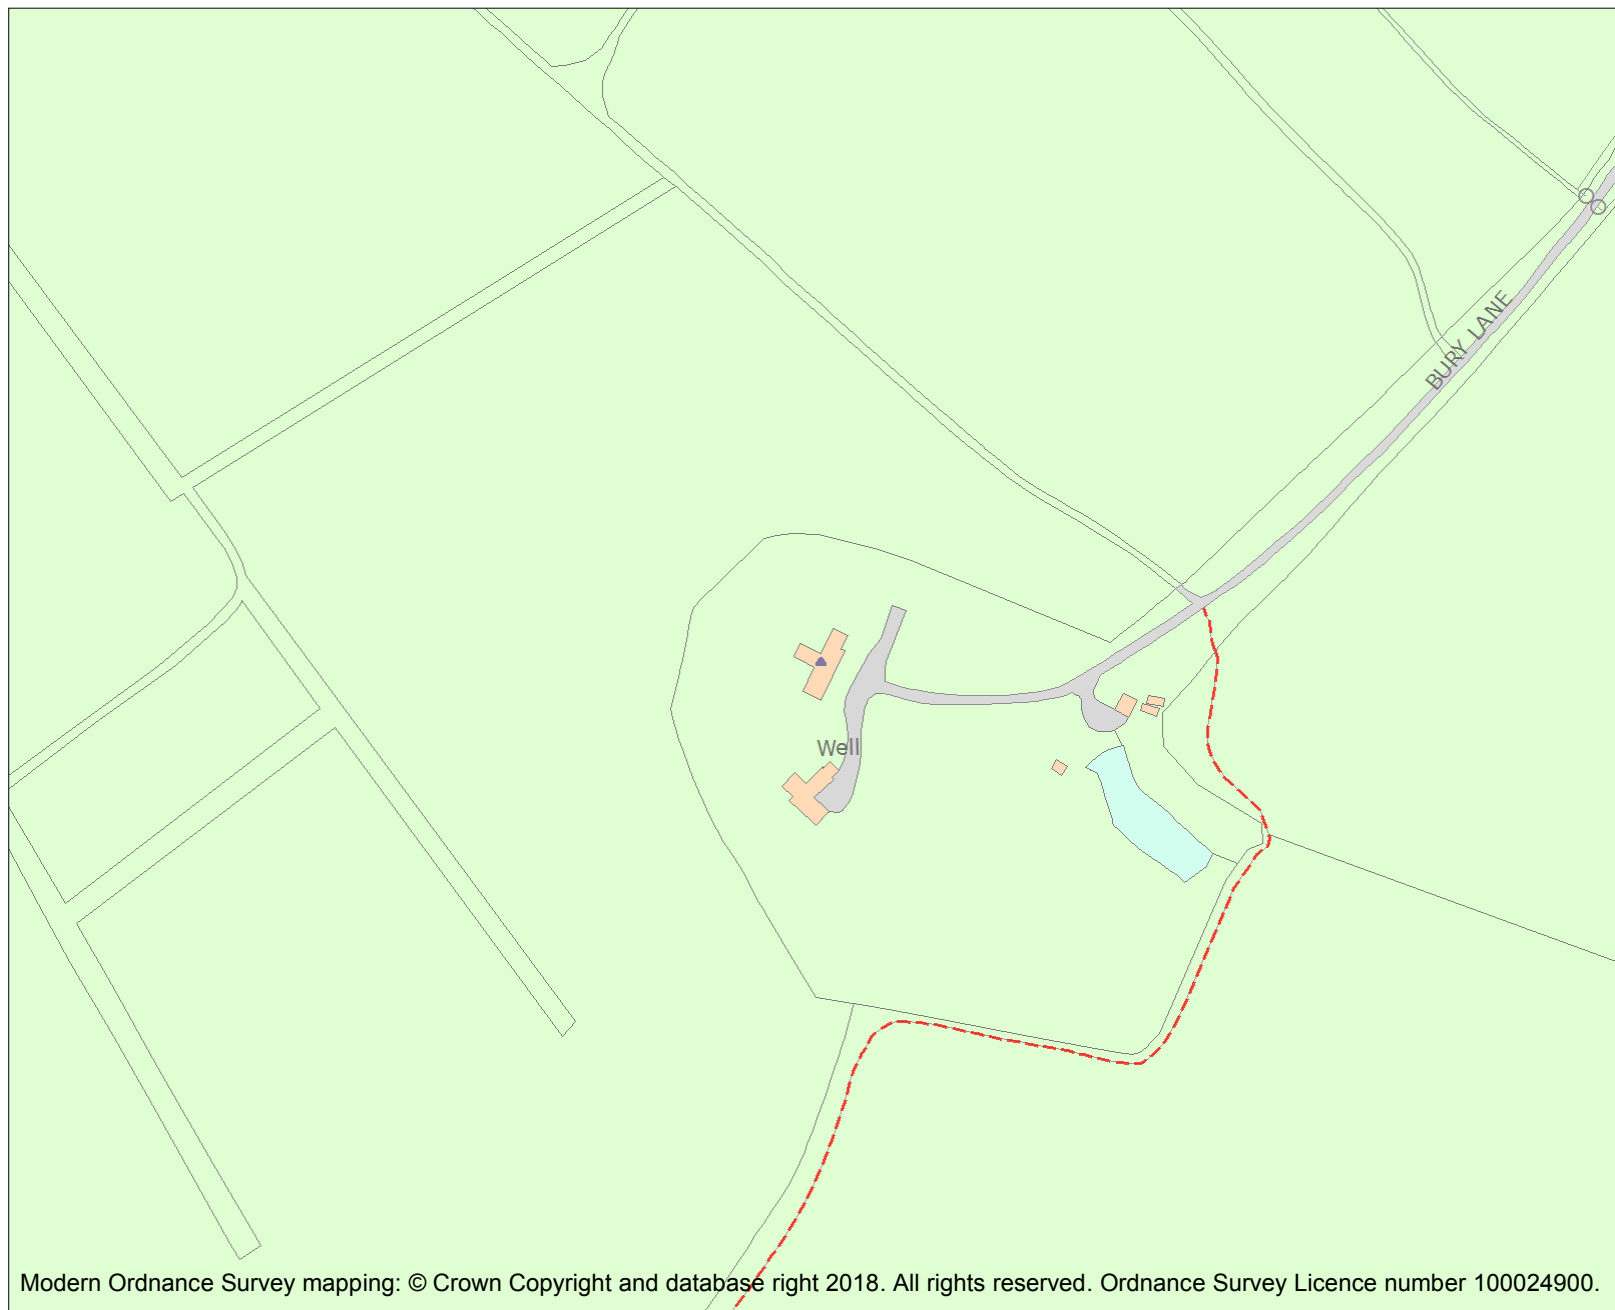 BURY LANE
Well
Modern Ordnance Survey mapping: © Crown Copyright and database right 2018. All rights reserved. Ordnance Survey Licence number 100024900.